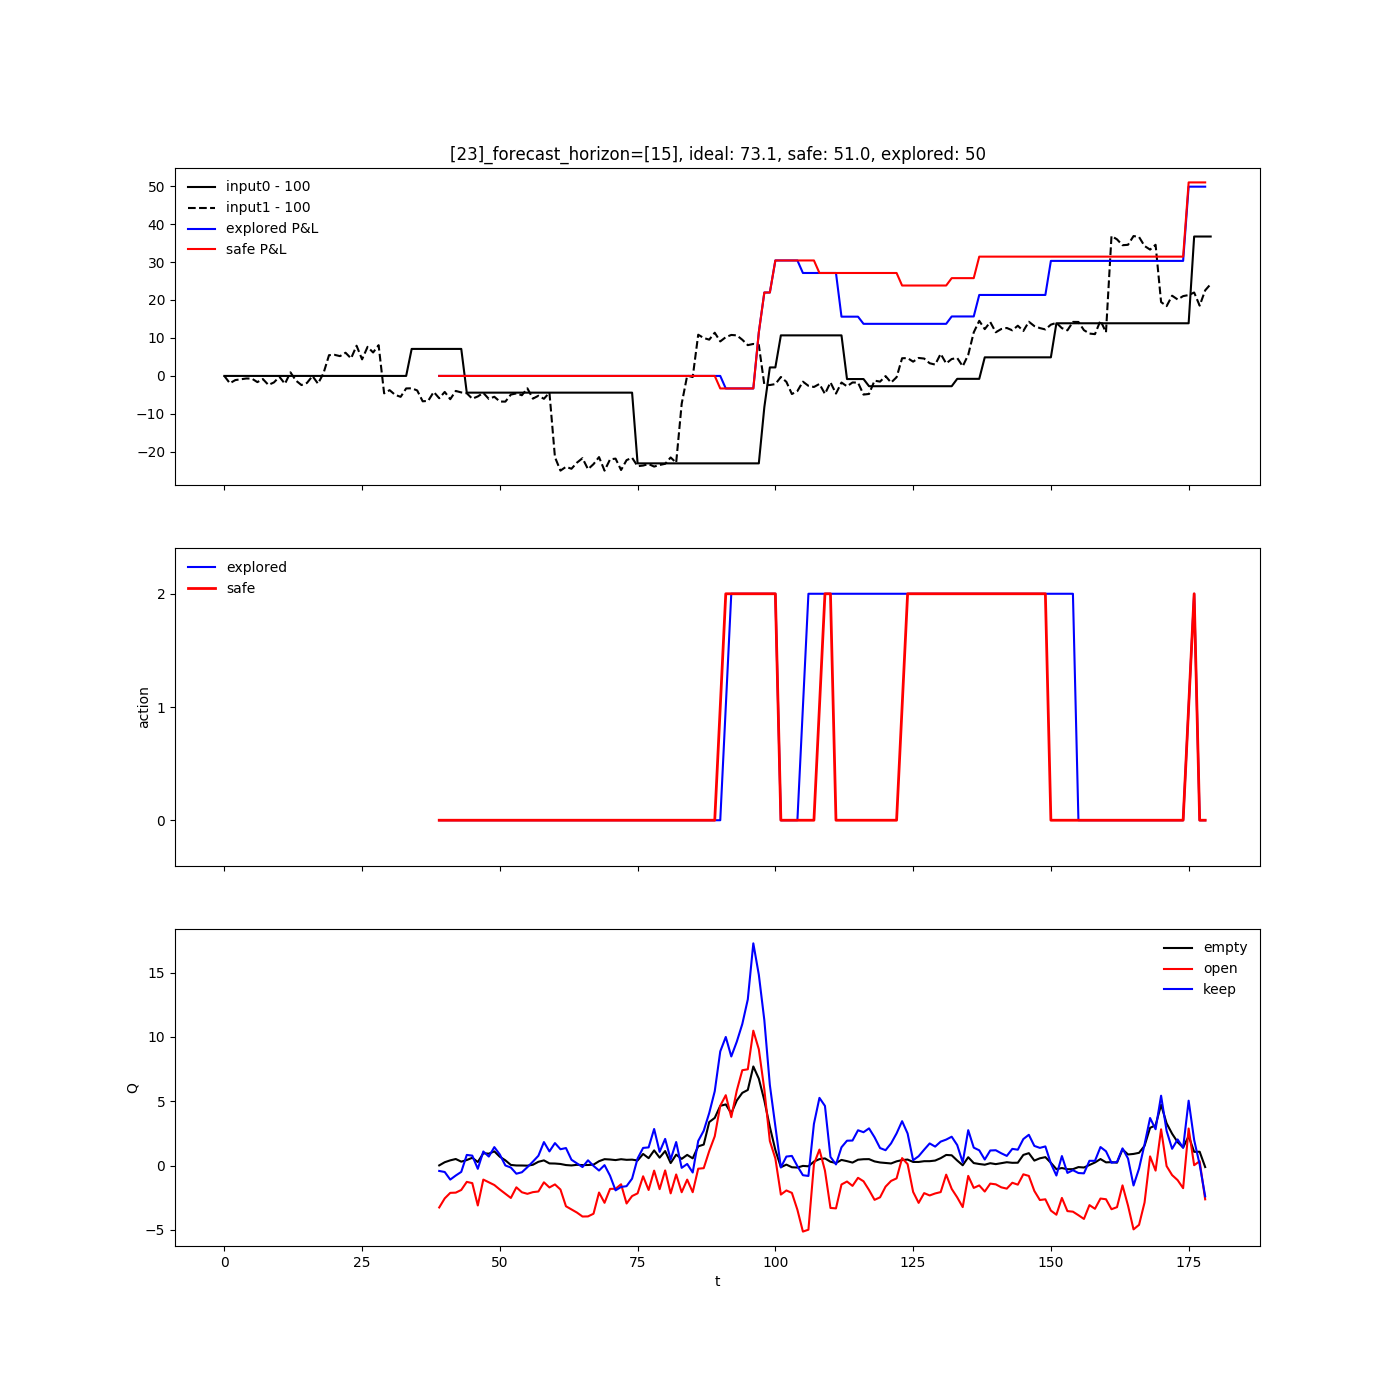 [23]_forecast_horizon=[15], ideal: 73.1, safe: 51.0, explored: 50
input0 - 100
input1 - 100
explored P&L
safe P&L
50
40
30
20
10
0
−10
−20
explored
safe
2
1
0
action
empty
open
keep
15
10
5
0
−5
Q
0 25 50 75 100 125 150 175
t